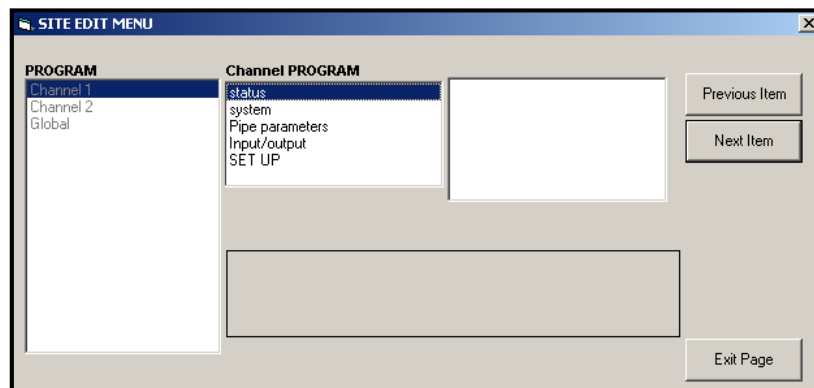 SITE EDIT MENU
PROGRAM
Channel 1
Channel 2
Global
Channel PROGRAM
status
system
Pipe parameters
Input/output
SET UP
Previous Item
Next Item
Exit Page